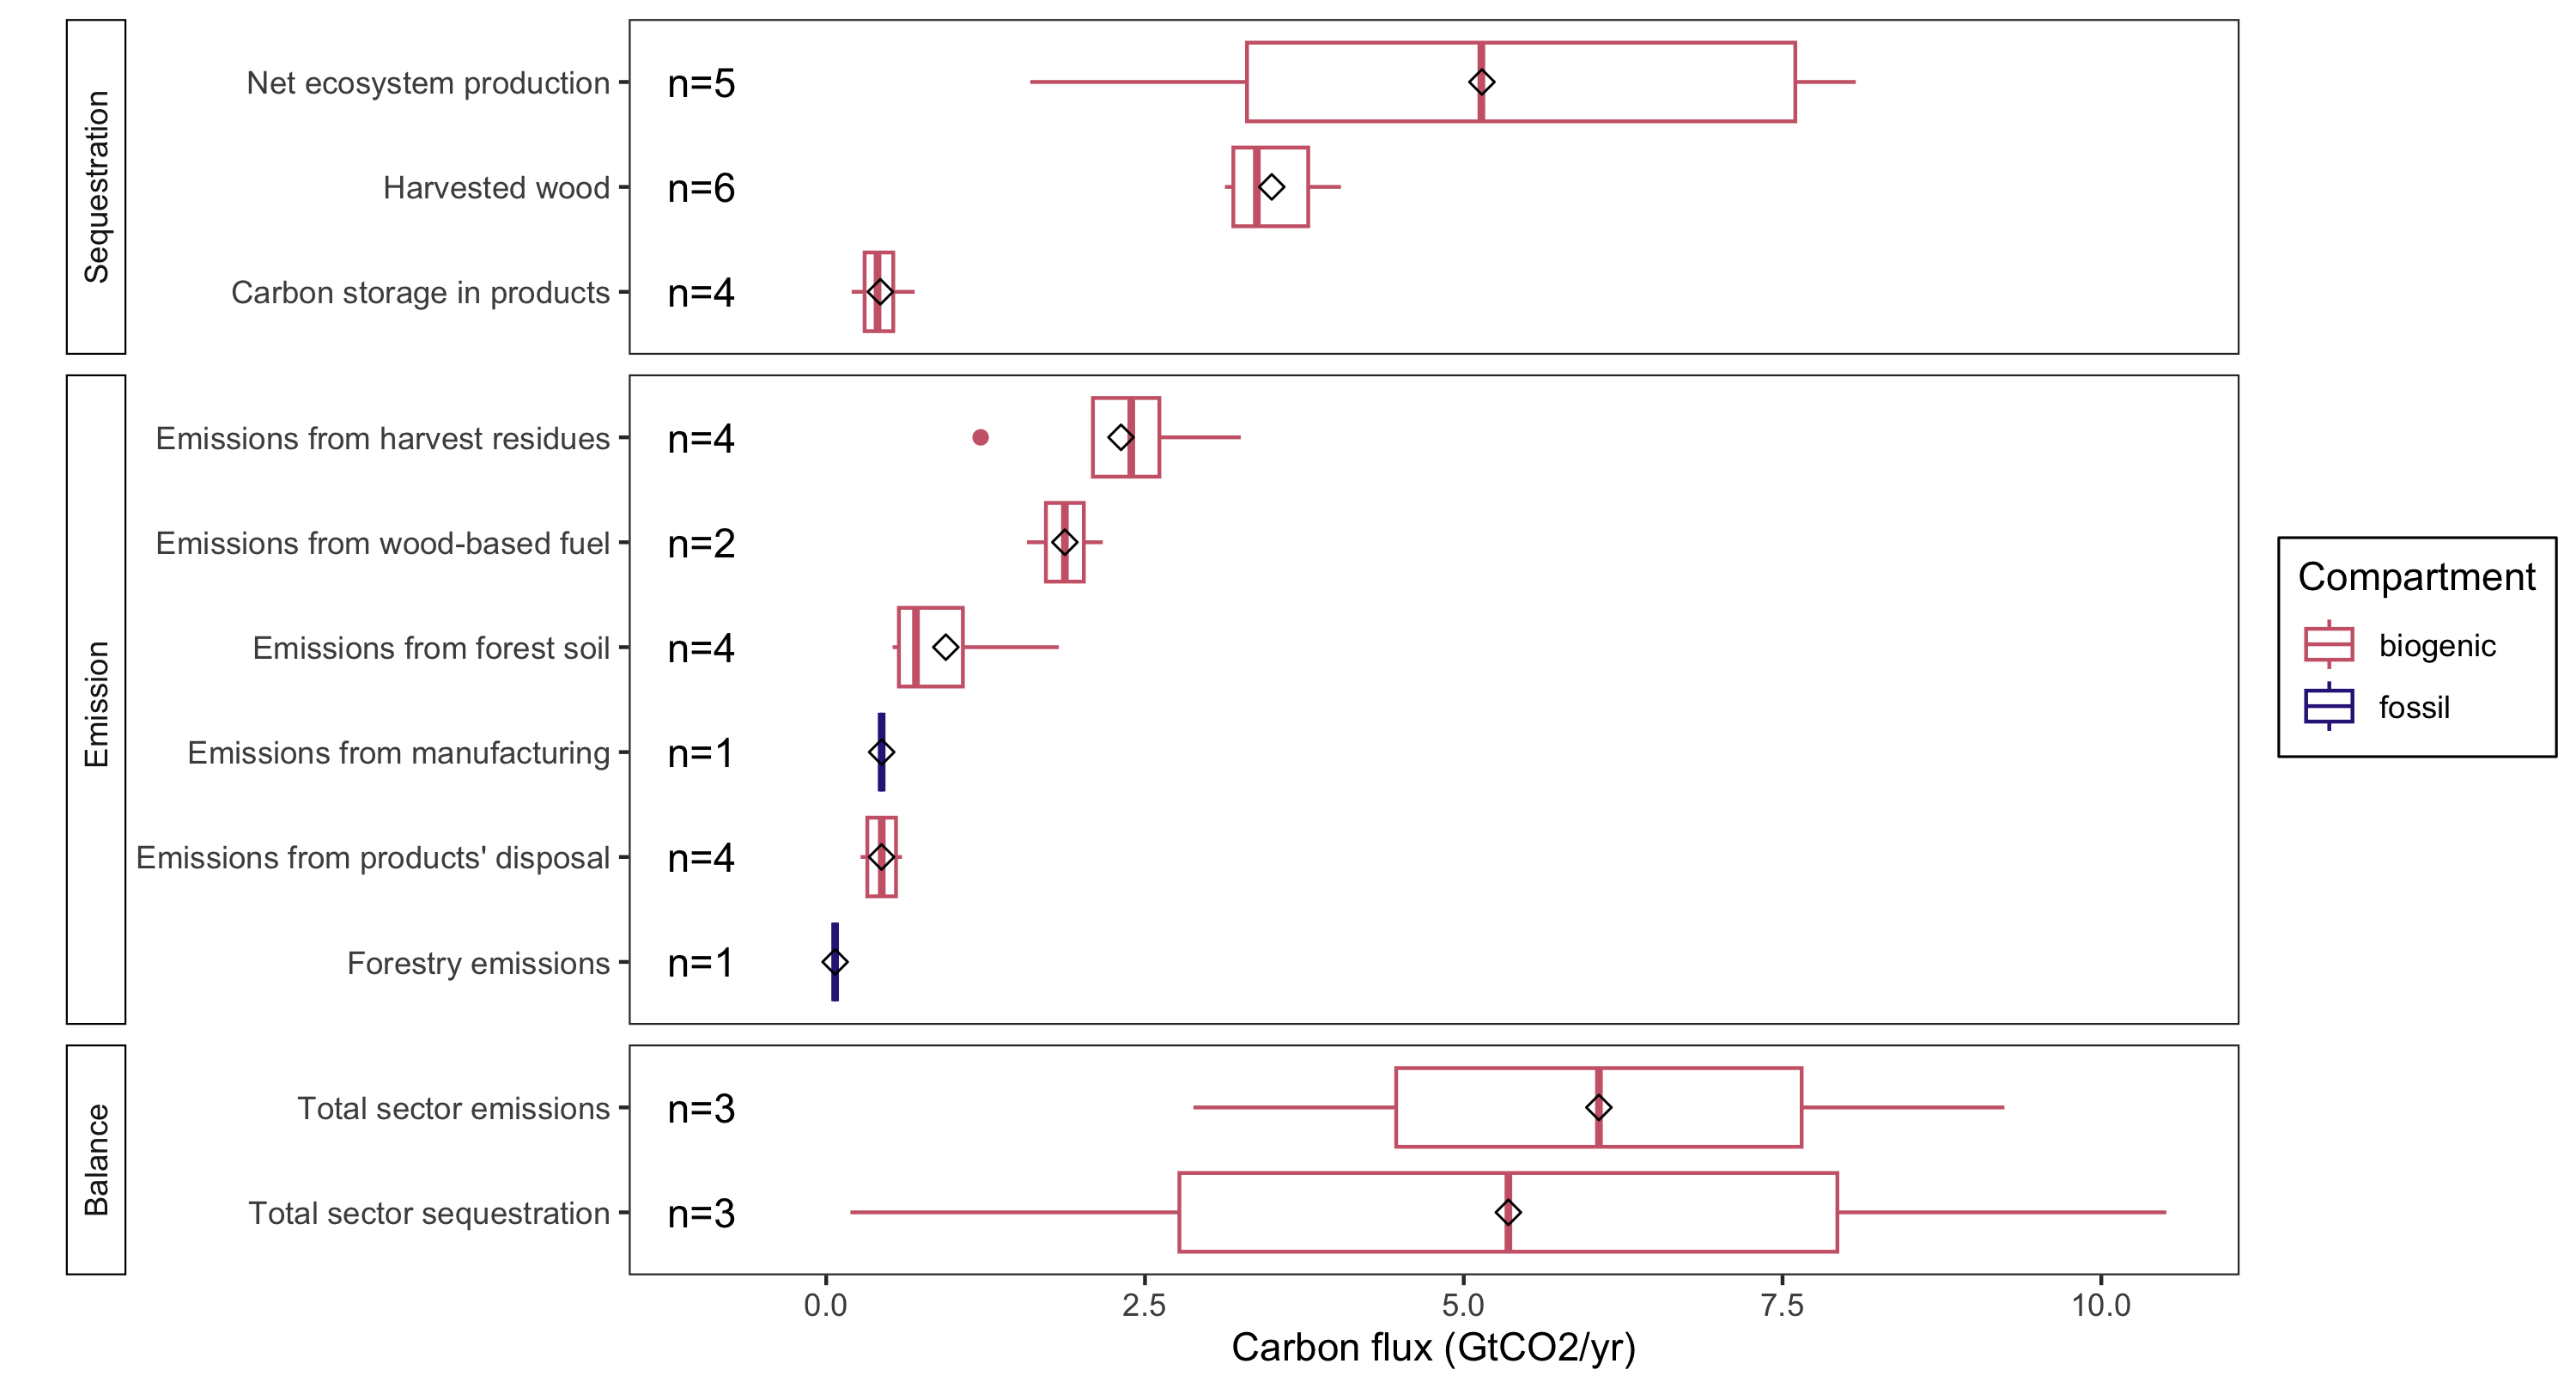 Sequestration
Net ecosystem production n=5
Harvested wood n=6
Carbon storage in products n=4
Emission
Emissions from harvest residues n=4
Emissions from wood-based fuel n=2
Emissions from forest soil n=4
Emissions from manufacturing n=1
Emissions from products' disposal n=4
Forestry emissions n=1
Balance
Total sector emissions n=3
Total sector sequestration n=3
0.0 2.5 5.0 7.5 10.0
Carbon flux (GtCO2/yr)
Compartment
biogenic
fossil